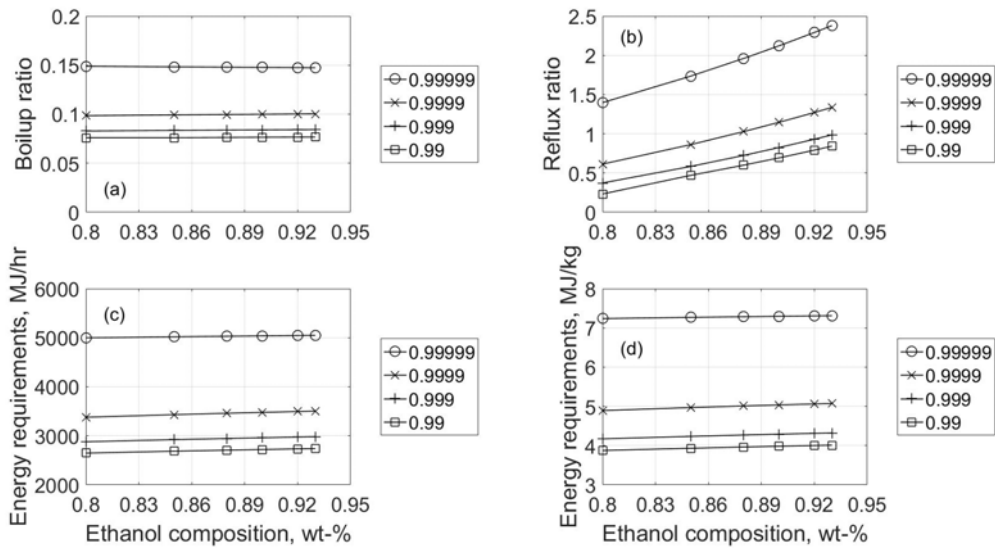 0.2
0.15
0.1
0.05
0
Boilup ratio
(a)
0.8 0.83 0.86 0.89 0.92 0.95
0.99999
0.9999
0.999
0.99
2.5
2
1.5
1
0.5
0
Reflux ratio
(b)
0.8 0.83 0.86 0.89 0.92 0.95
0.99999
0.9999
0.999
0.99
6000
5000
4000
3000
2000
Energy requirements, MJ/hr
(c)
0.8 0.83 0.86 0.89 0.92 0.95
Ethanol composition, wt-%
0.99999
0.9999
0.999
0.99
8
7
6
5
4
3
Energy requirements, MJ/kg
(d)
0.8 0.83 0.86 0.89 0.92 0.95
Ethanol composition, wt-%
0.99999
0.9999
0.999
0.99